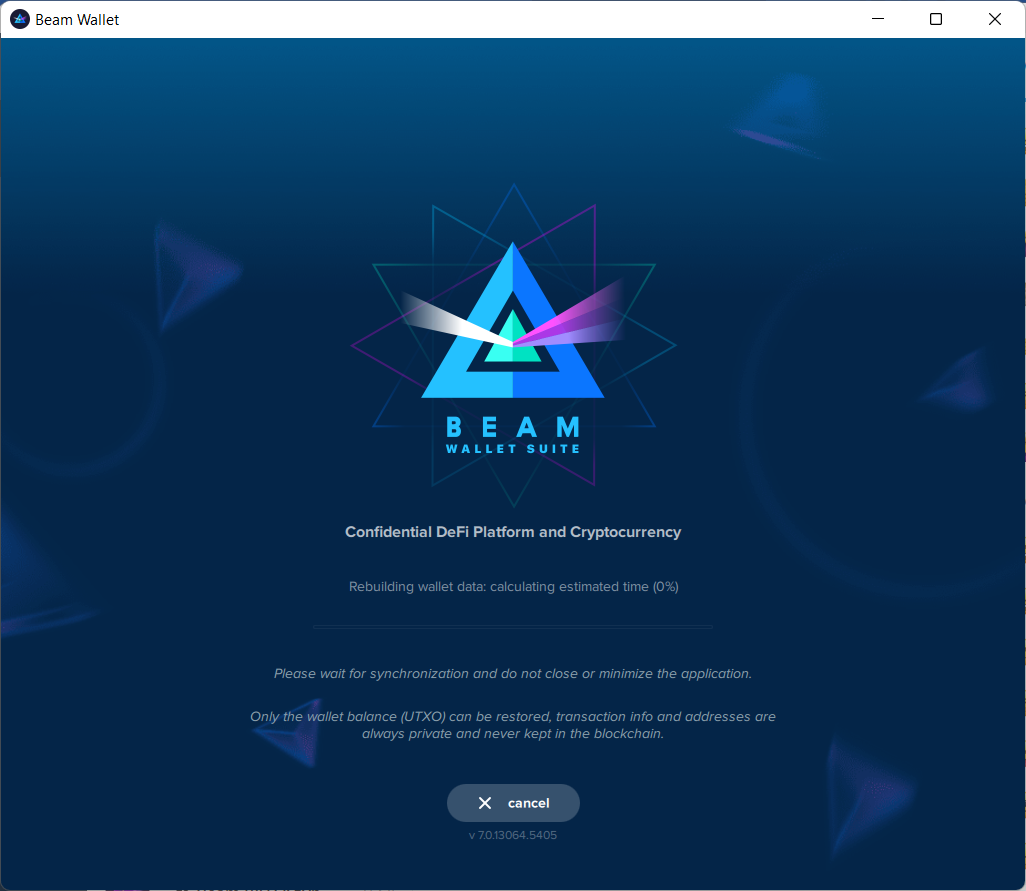 Beam Wallet
BEAM
WALLET SUITE
Confidential DeFi Platform and Cryptocurrency
Rebuilding wallet data: calculating estimated time (0%)
Please wait for synchronization and do not close or minimize the application.
Only the wallet balance (UTXO) can be restored, transaction info and addresses are
always private and never kept in the blockchain.
cancel
v 7.0.13064.5405